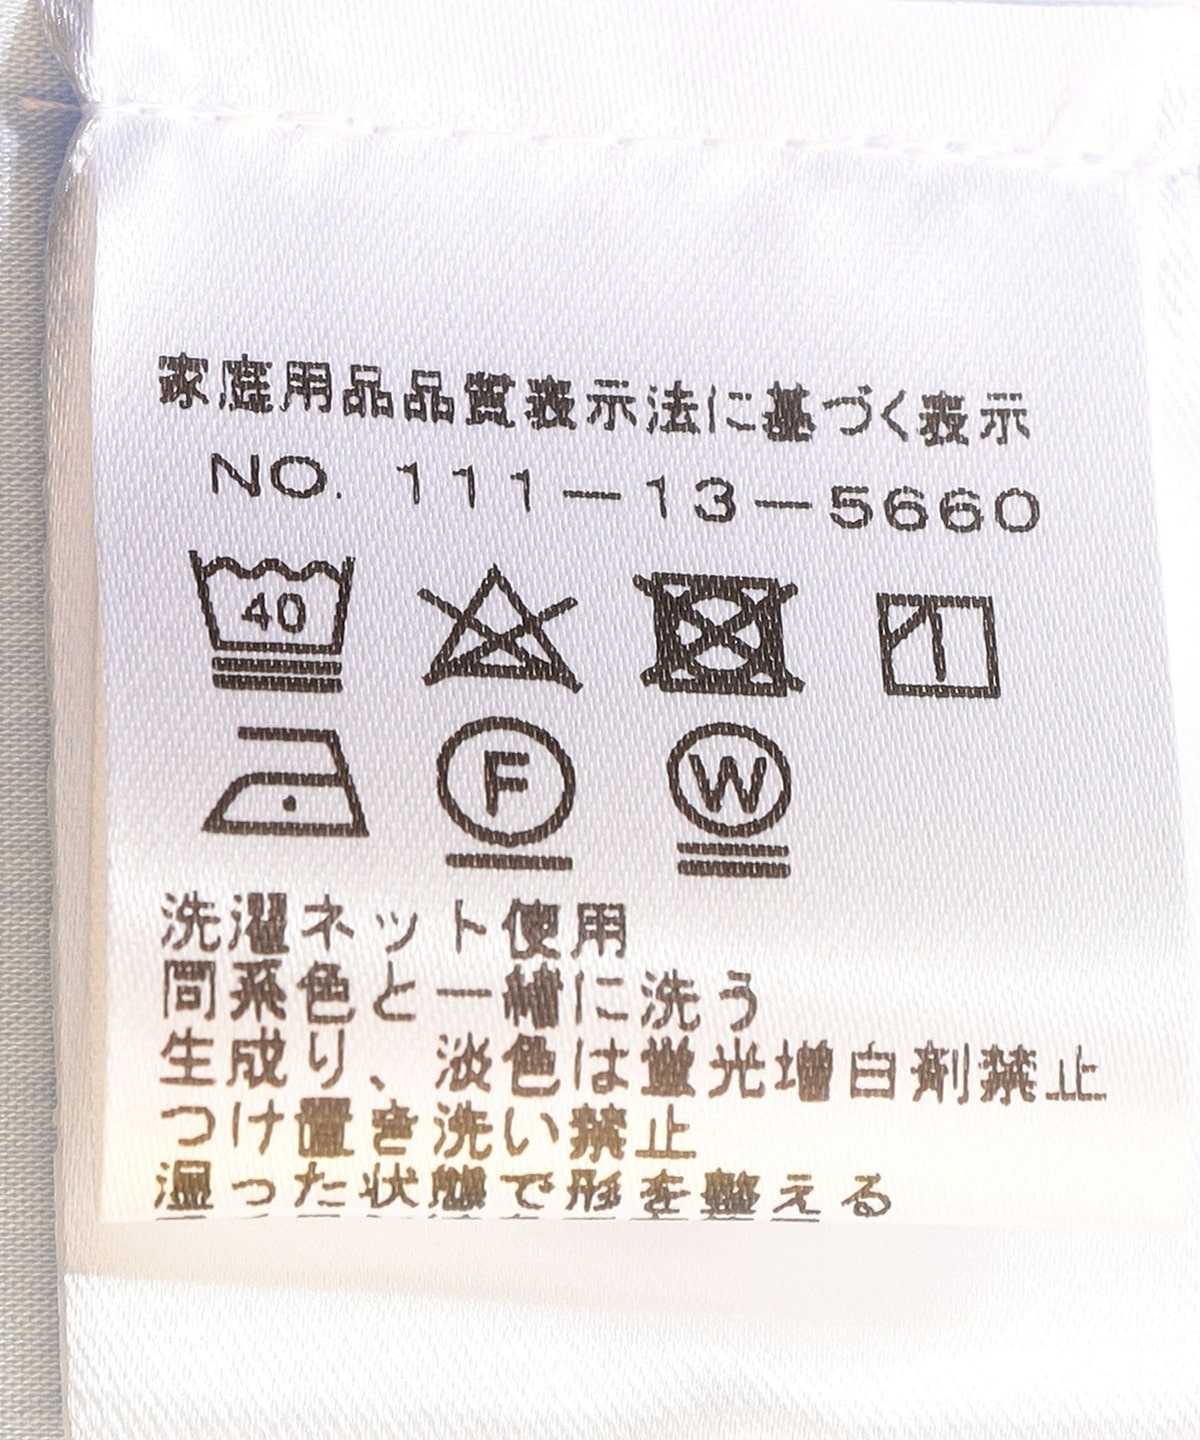 家庭用品品質表示法に基づく表示
NO. 111-13-5660
40
F
W
洗濯ネット使用
同系色と一緒に洗う
生成り、淡色は蛍光増白剤禁止
つけ置き洗い禁止
湿った状態で形を整える